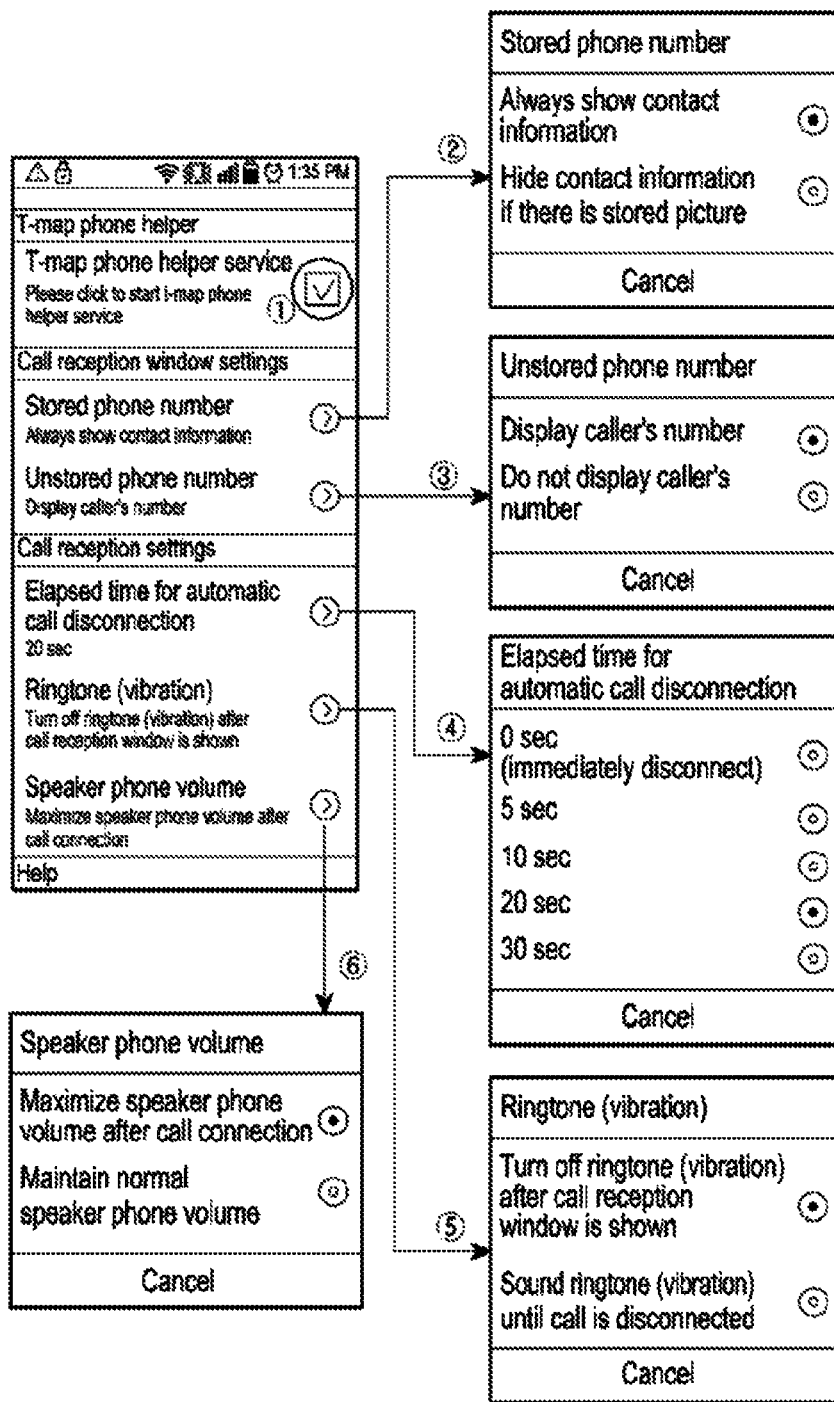 1:35 PM
T-map phone helper
T-map phone helper service
Please click to start i-map phone
helper service
①
Call reception window settings
Stored phone number
Always show contact information
Unstored phone number
Display caller's number
Call reception settings
Elapsed time for automatic
call disconnection
20 sec
Ringtone (vibration)
Turn off ringtone (vibration) after
call reception window is shown
Speaker phone volume
Maximize speaker phone volume after
call connection
Help
②
Stored phone number
Always show contact
information
Hide contact information
if there is stored picture
Cancel
③
Unstored phone number
Display caller's number
Do not display caller's
number
Cancel
④
Elapsed time for
automatic call disconnection
0 sec
(immediately disconnect)
5 sec
10 sec
20 sec
30 sec
Cancel
⑤
Ringtone (vibration)
Turn off ringtone (vibration)
after call reception
window is shown
Sound ringtone (vibration)
until call is disconnected
Cancel
⑥
Speaker phone volume
Maximize speaker phone
volume after call connection
Maintain normal
speaker phone volume
Cancel